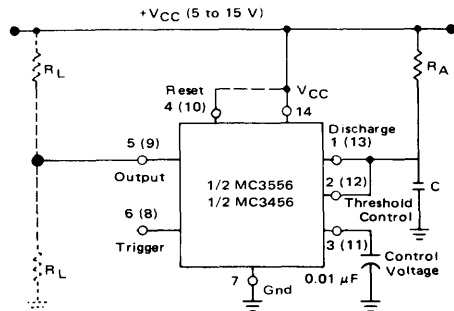 +VCC (5 to 15 V)
RL
RA
Reset
4 (10)
VCC
14
Discharge
1 (13)
5 (9)
Output
1/2 MC3556
1/2 MC3456
2 (12)
Threshold
Control
C
6 (8)
Trigger
3 (11)
Control
Voltage
0.01 μF
RL
7
Gnd